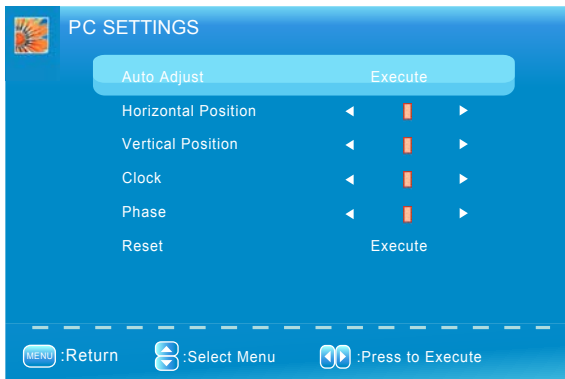 PC SETTINGS
Auto Adjust Execute
Horizontal Position
Vertical Position
Clock
Phase
Reset Execute
MENU :Return :Select Menu :Press to Execute